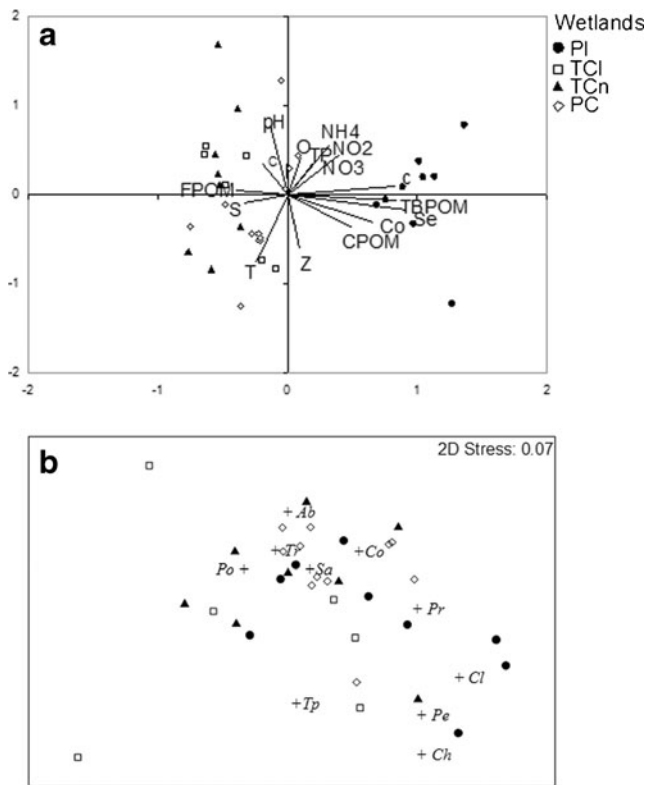 Wetlands
PI
TCl
TCn
PC
a
2
1
0
-1
-2
-2
-1
0
1
2
pH
NH4
O
TP
NO2
c
NO3
c
FPOM
TBPOM
S
Se
Co
CPOM
T
Z
b
2D Stress: 0.07
+ Ab
+ Tr
+ Co
Po +
+ Sa
+ Pr
+ Cl
+ Tp
+ Pe
+ Ch